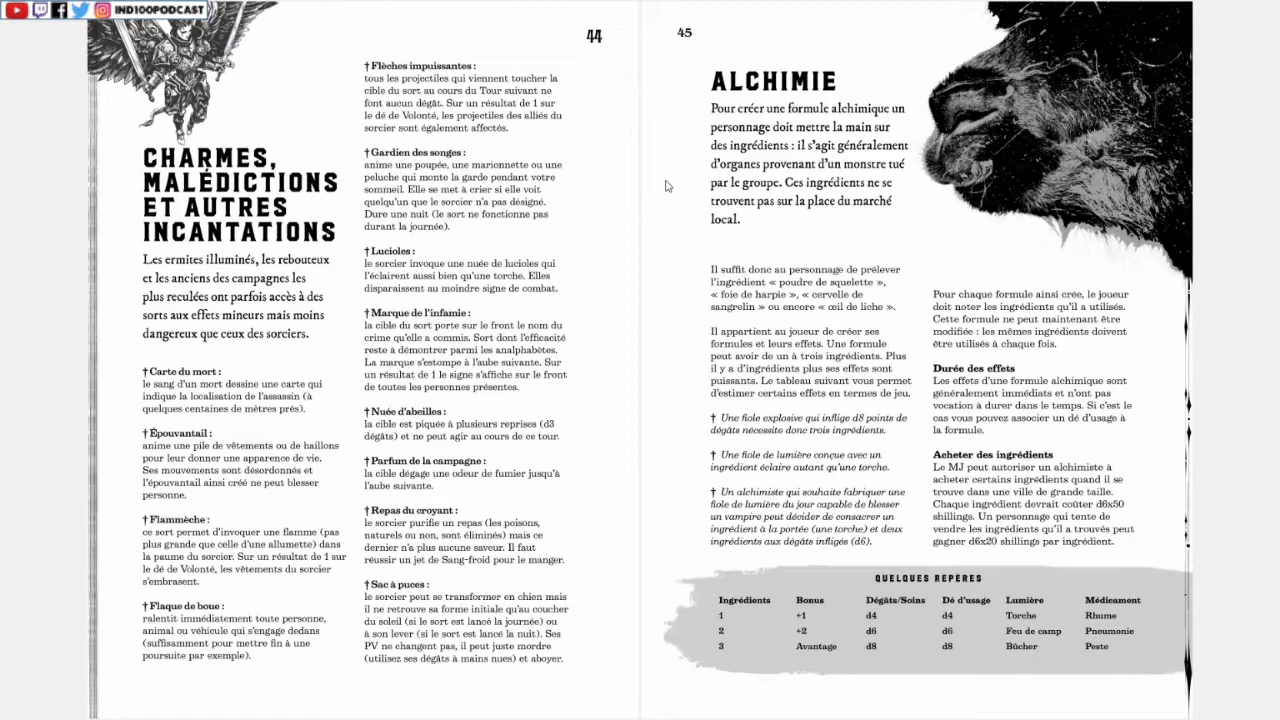 IND100PODCAST
44
CHARMES,
MALÉDICTIONS
ET AUTRES
INCANTATIONS
Les ermites illuminés, les rebouteux
et les anciens des campagnes les
plus reculées ont parfois accès à des
sorts aux effets mineurs mais moins
dangereux que ceux des sorciers.
† Carte du mort :
le sang d'un mort dessine une carte qui
indique la localisation de l'assassin (à
quelques centaines de mètres près).
† Épouvantail :
anime une pile de vêtements ou de haillons
pour leur donner une apparence de vie.
Ses mouvements sont désordonnés et
l'épouvantail ainsi créé ne peut blesser
personne.
† Flammèche :
ce sort permet d'invoquer une flamme (pas
plus grande que celle d'une allumette) dans
la paume du sorcier. Sur un résultat de 1 sur
le dé de Volonté, les vêtements du sorcier
s'embrasent.
† Flaque de boue :
ralentit immédiatement toute personne,
animal ou véhicule qui s'engage dedans
(suffisamment pour mettre fin à une
poursuite par exemple).
† Flèches impuissantes :
tous les projectiles qui viennent toucher la
cible du sort au cours du Tour suivant ne
font aucun dégât. Sur un résultat de 1 sur
le dé de Volonté, les projectiles des alliés du
sorcier sont également affectés.
† Gardien des songes :
anime une poupée, une marionnette ou une
peluche qui monte la garde pendant votre
sommeil. Elle se met à crier si elle voit
quelqu'un que le sorcier n'a pas désigné.
Dure une nuit (le sort ne fonctionne pas
durant la journée).
† Lucioles :
le sorcier invoque une nuée de lucioles qui
l'éclairent aussi bien qu'une torche. Elles
disparaissent au moindre signe de combat.
† Marque de l'infamie :
la cible du sort porte sur le front le nom du
crime qu'elle a commis. Sort dont l'efficacité
reste à démontrer parmi les analphabètes.
La marque s'estompe à l'aube suivante. Sur
un résultat de 1 le signe s'affiche sur le front
de toutes les personnes présentes.
† Nuée d'abeilles :
la cible est piquée à plusieurs reprises (d3
dégâts) et ne peut agir au cours de ce tour.
† Parfum de la campagne :
la cible dégage une odeur de fumier jusqu'à
l'aube suivante.
† Repas du croyant :
le sorcier purifie un repas (les poisons,
naturels ou non, sont éliminés) mais ce
dernier n'a plus aucune saveur. Il faut
réussir un jet de Sang-froid pour le manger.
† Sac à puces :
le sorcier peut se transformer en chien mais
il ne retrouve sa forme initiale qu'au coucher
du soleil (si le sort est lancé la journée) ou
à son lever (si le sort est lancé la nuit). Ses
PV ne changent pas, il peut juste mordre
(utilisez ses dégâts à mains nues) et aboyer.
45
ALCHIMIE
Pour créer une formule alchimique un
personnage doit mettre la main sur
des ingrédients : il s'agit généralement
d'organes provenant d'un monstre tué
par le groupe. Ces ingrédients ne se
trouvent pas sur la place du marché
local.
Il suffit donc au personnage de prélever
l'ingrédient « poudre de squelette »,
« foie de harpie », « cervelle de
sangrelin » ou encore « œil de liche ».
Il appartient au joueur de créer ses
formules et leurs effets. Une formule
peut avoir de un à trois ingrédients. Plus
il y a d'ingrédients plus ses effets sont
puissants. Le tableau suivant vous permet
d'estimer certains effets en termes de jeu.
† Une fiole explosive qui inflige d8 points de
dégâts nécessite donc trois ingrédients.
† Une fiole de lumière conçue avec un
ingrédient éclaire autant qu'une torche.
† Un alchimiste qui souhaite fabriquer une
fiole de lumière du jour capable de blesser
un vampire peut décider de consacrer un
ingrédient à la portée (une torche) et deux
ingrédients aux dégâts infligés (d6).
Pour chaque formule ainsi crée, le joueur
doit noter les ingrédients qu'il a utilisés.
Cette formule ne peut maintenant être
modifiée : les mêmes ingrédients doivent
être utilisés à chaque fois.
Durée des effets
Les effets d'une formule alchimique sont
généralement immédiats et n'ont pas
vocation à durer dans le temps. Si c'est le
cas vous pouvez associer un dé d'usage à
la formule.
Acheter des ingrédients
Le MJ peut autoriser un alchimiste à
acheter certains ingrédients quand il se
trouve dans une ville de grande taille.
Chaque ingrédient devrait coûter d6x50
shillings. Un personnage qui tente de
vendre les ingrédients qu'il a trouvés peut
gagner d6x20 shillings par ingrédient.
QUELQUES REPÈRES
Ingrédients Bonus Dégâts/Soins Dé d'usage Lumière Médicament
1 +1 d4 d4 Torche Rhume
2 +2 d6 d6 Feu de camp Pneumonie
3 Avantage d8 d8 Bûcher Peste